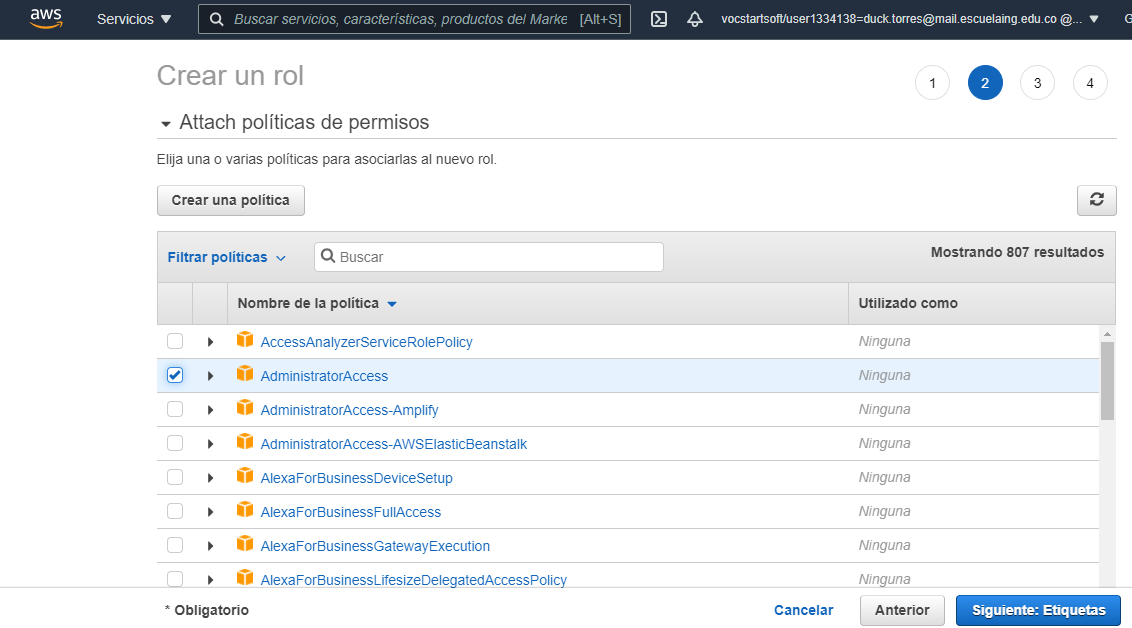 aws Servicios Buscar servicios, características, productos del Marke [Alt+S] vocstartsoft/user1334138=duck.torres@mail.escuelaing.edu.co @... G
Crear un rol 1 2 3 4
Attach políticas de permisos
Elija una o varias políticas para asociarlas al nuevo rol.
Crear una política
Filtrar políticas Buscar Mostrando 807 resultados
Nombre de la política Utilizado como
AccessAnalyzerServiceRolePolicy Ninguna
AdministratorAccess Ninguna
AdministratorAccess-Amplify Ninguna
AdministratorAccess-AWSElasticBeanstalk Ninguna
AlexaForBusinessDeviceSetup Ninguna
AlexaForBusinessFullAccess Ninguna
AlexaForBusinessGatewayExecution Ninguna
AlexaForBusinessLifesizeDelegatedAccessPolicy Ninguna
* Obligatorio Cancelar Anterior Siguiente: Etiquetas